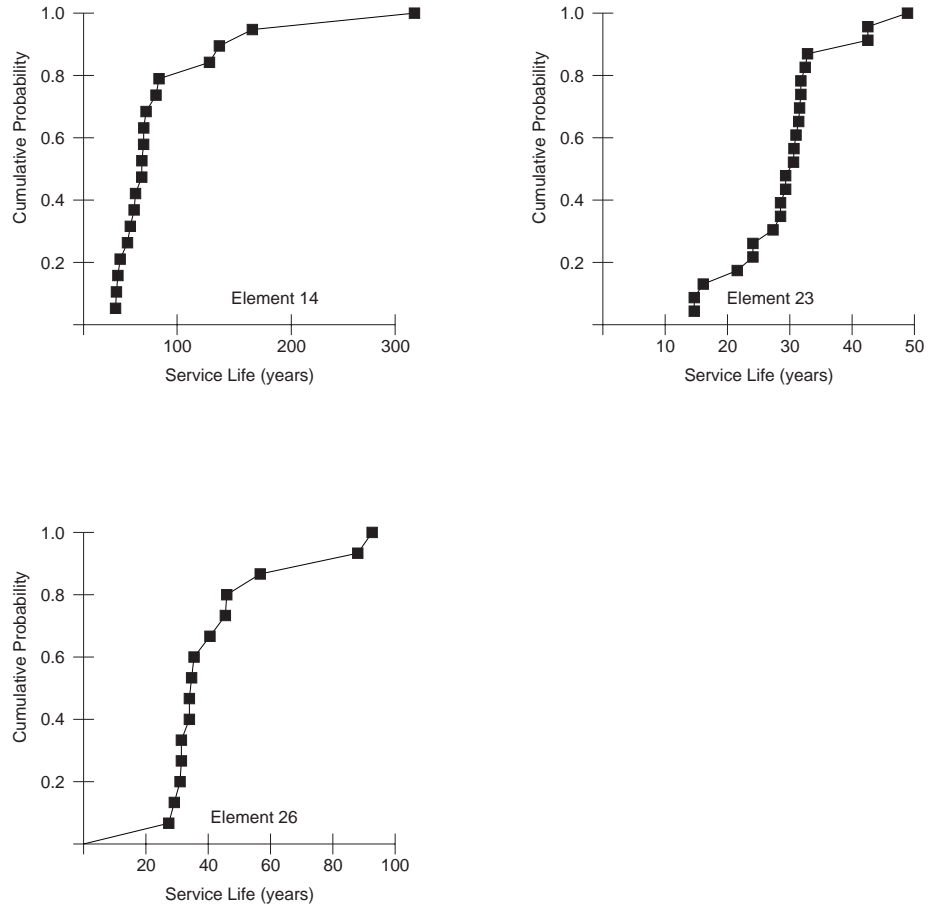 1.0
0.8
0.6
0.4
0.2
Cumulative Probability
Element 14
100 200 300
Service Life (years)
1.0
0.8
0.6
0.4
0.2
Cumulative Probability
Element 23
10 20 30 40 50
Service Life (years)
1.0
0.8
0.6
0.4
0.2
Cumulative Probability
Element 26
20 40 60 80 100
Service Life (years)